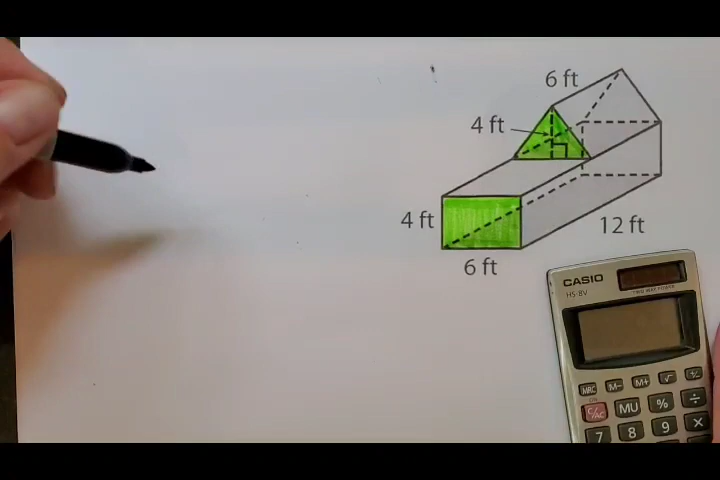 6 ft
4 ft
4 ft
12 ft
6 ft
CASIO
HS-8V
TWO WAY POWER
MRC M- M+ √ +/-
ON
C/AC MU % ÷
7 8 9 ×